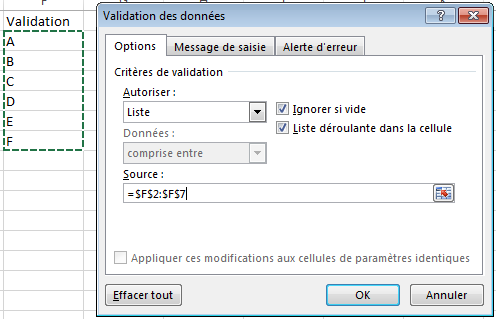 Validation
A
B
C
D
E
F
Validation des données
?
Options
Message de saisie
Alerte d'erreur
Critères de validation
Autoriser :
Liste
Ignorer si vide
Liste déroulante dans la cellule
Données :
comprise entre
Source :
=$F$2:$F$7
Appliquer ces modifications aux cellules de paramètres identiques
Effacer tout
OK
Annuler